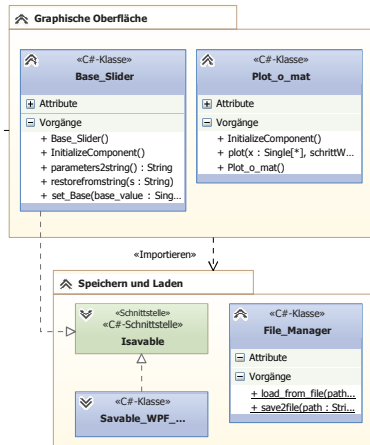 Graphische Oberfläche
«C#-Klasse»
Base_Slider
Attribute
Vorgänge
+ Base_Slider()
+ InitializeComponent()
+ parameters2string() : String
+ restorefromstring(s : String)
+ set_Base(base_value : Sing...
«C#-Klasse»
Plot_o_mat
Attribute
Vorgänge
+ InitializeComponent()
+ plot(x : Single[*], schrittW...
+ Plot_o_mat()
«Importieren»
Speichern und Laden
«Schnittstelle»
«C#-Schnittstelle»
Isavable
«C#-Klasse»
Savable_WPF_...
«C#-Klasse»
File_Manager
Attribute
Vorgänge
+ load_from_file(path...
+ save2file(path : Stri...